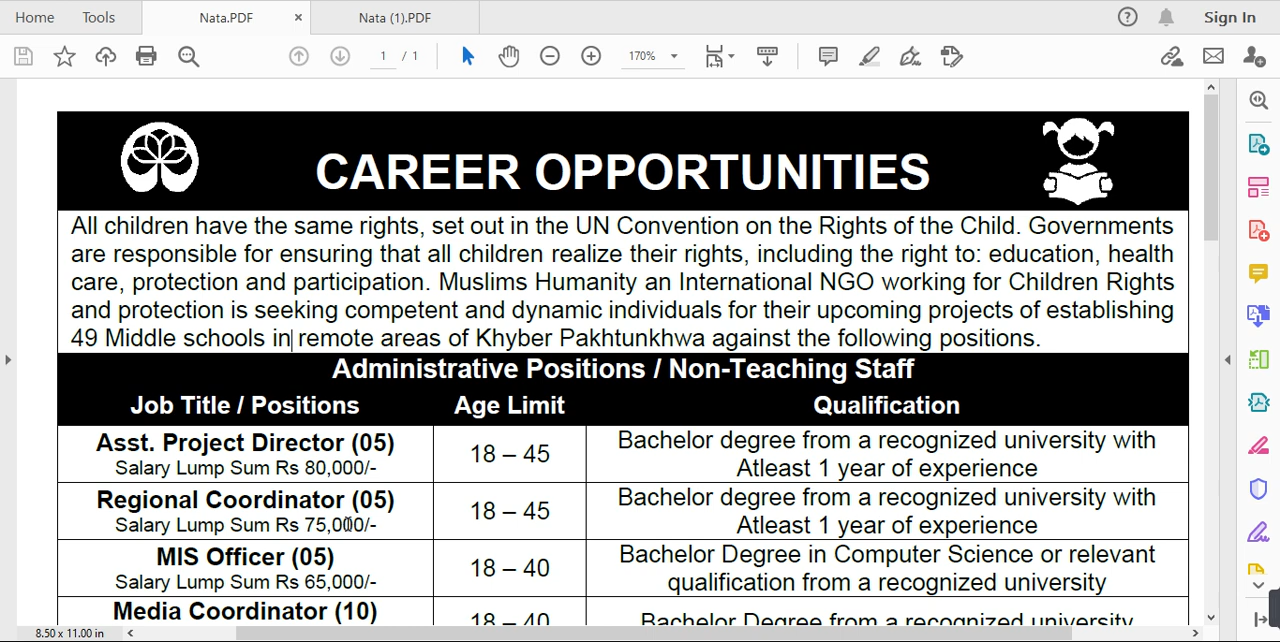 Home Tools Nata.PDF × Nata (1).PDF Sign In
1 / 1 170%
CAREER OPPORTUNITIES
All children have the same rights, set out in the UN Convention on the Rights of the Child. Governments
are responsible for ensuring that all children realize their rights, including the right to: education, health
care, protection and participation. Muslims Humanity an International NGO working for Children Rights
and protection is seeking competent and dynamic individuals for their upcoming projects of establishing
49 Middle schools in remote areas of Khyber Pakhtunkhwa against the following positions.
Administrative Positions / Non-Teaching Staff
Job Title / Positions Age Limit Qualification
Asst. Project Director (05)
Salary Lump Sum Rs 80,000/-
18 – 45
Bachelor degree from a recognized university with
Atleast 1 year of experience
Regional Coordinator (05)
Salary Lump Sum Rs 75,000/-
18 – 45
Bachelor degree from a recognized university with
Atleast 1 year of experience
MIS Officer (05)
Salary Lump Sum Rs 65,000/-
18 – 40
Bachelor Degree in Computer Science or relevant
qualification from a recognized university
Media Coordinator (10)
18 – 40
Bachelor Degree from a recognized university
8.50 x 11.00 in